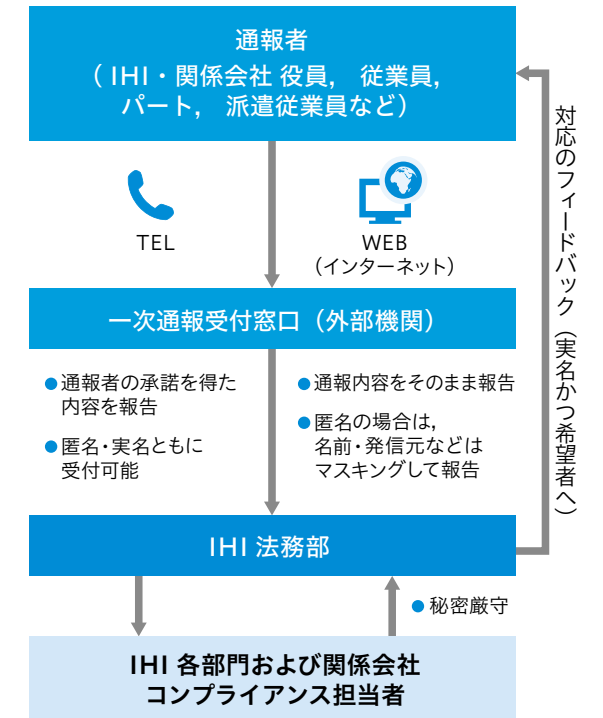 通報者
（ IHI・関係会社 役員， 従業員，
パート， 派遣従業員など）
TEL
WEB
（インターネット）
一次通報受付窓口（外部機関）
●通報者の承諾を得た
内容を報告
●匿名・実名ともに
受付可能
●通報内容をそのまま報告
●匿名の場合は，
名前・発信元などは
マスキングして報告
IHI 法務部
●秘密厳守
IHI 各部門および関係会社
コンプライアンス担当者
対応のフィードバック（実名かつ希望者へ）